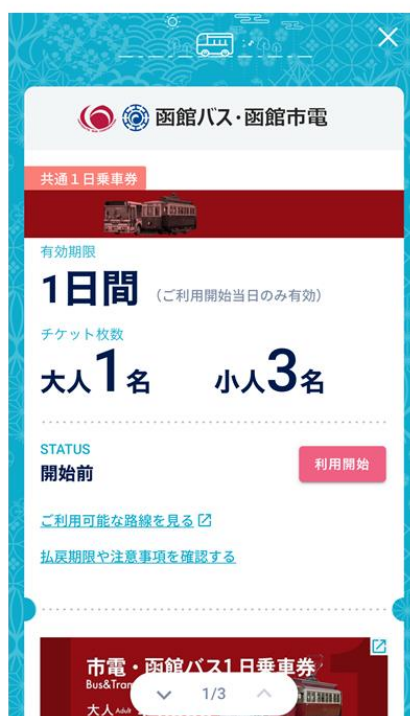 函館バス・函館市電
共通1日乗車券
有効期限
1日間 (ご利用開始当日のみ有効)
チケット枚数
大人1名 小人3名
STATUS
開始前
利用開始
ご利用可能な路線を見る
払戻期限や注意事項を確認する
市電・函館バス1日乗車券
Bus&Tram
1/3
大人 Adult